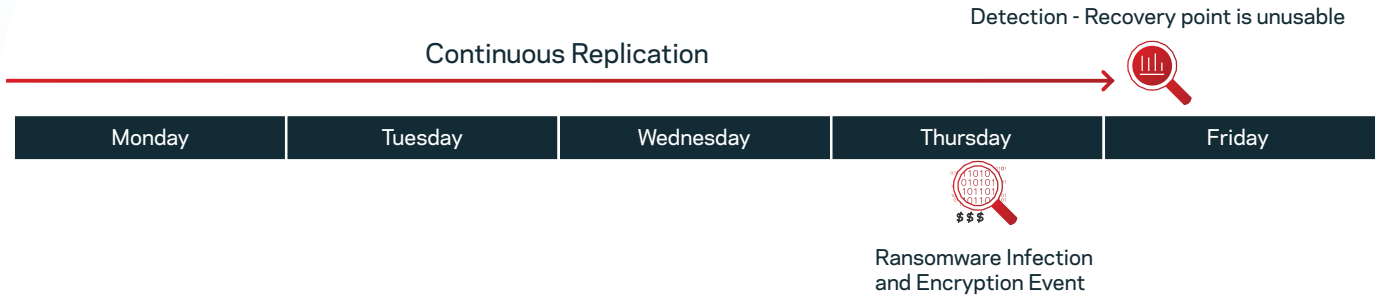 Detection - Recovery point is unusable
Continuous Replication
Monday
Tuesday
Wednesday
Thursday
Friday
$$$
Ransomware Infection
and Encryption Event